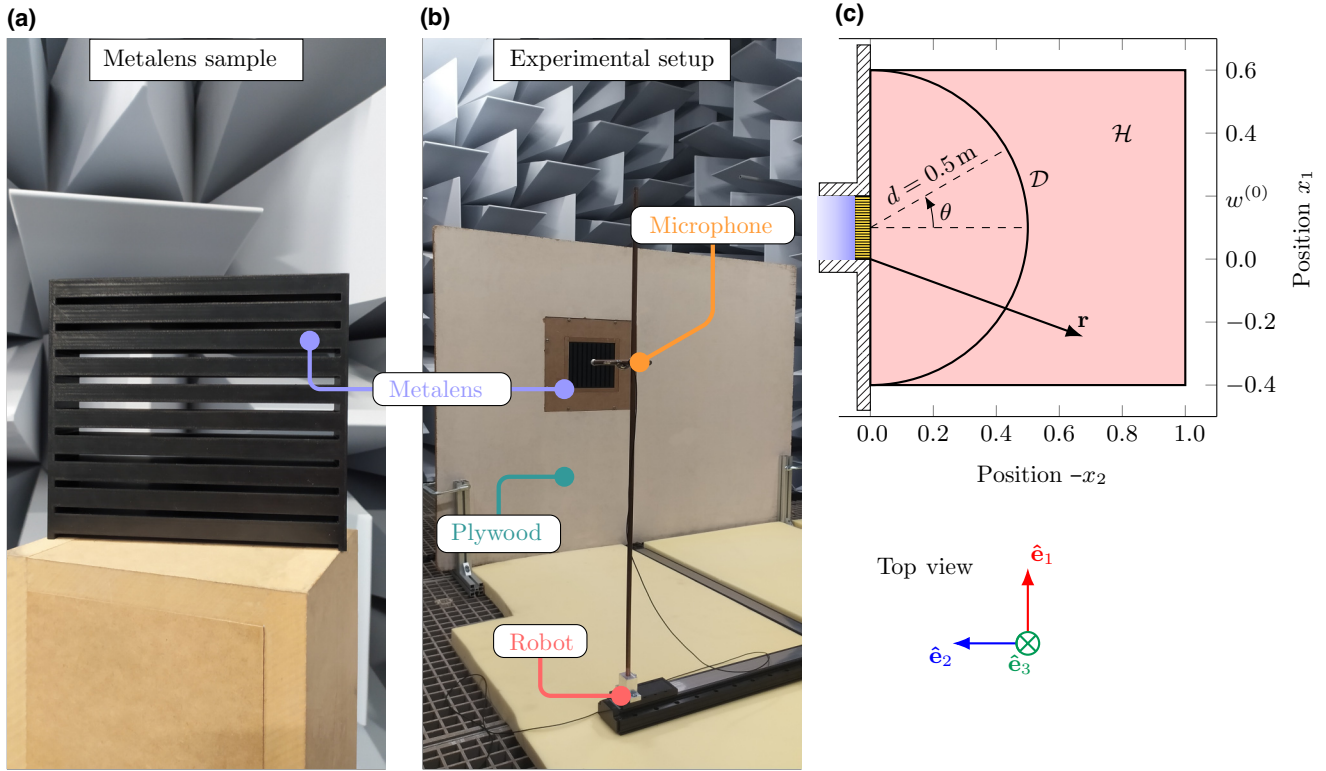 (a)
Metalens sample
(b)
Experimental setup
Microphone
Metalens
Plywood
Robot
(c)
0.6
0.4
w⁽⁰⁾
0.0
−0.2
−0.4
Position x₁
ℋ
𝒟
d = 0.5 m
θ
r
0.0 0.2 0.4 0.6 0.8 1.0
Position –x₂
Top view
ê₁
ê₂
ê₃